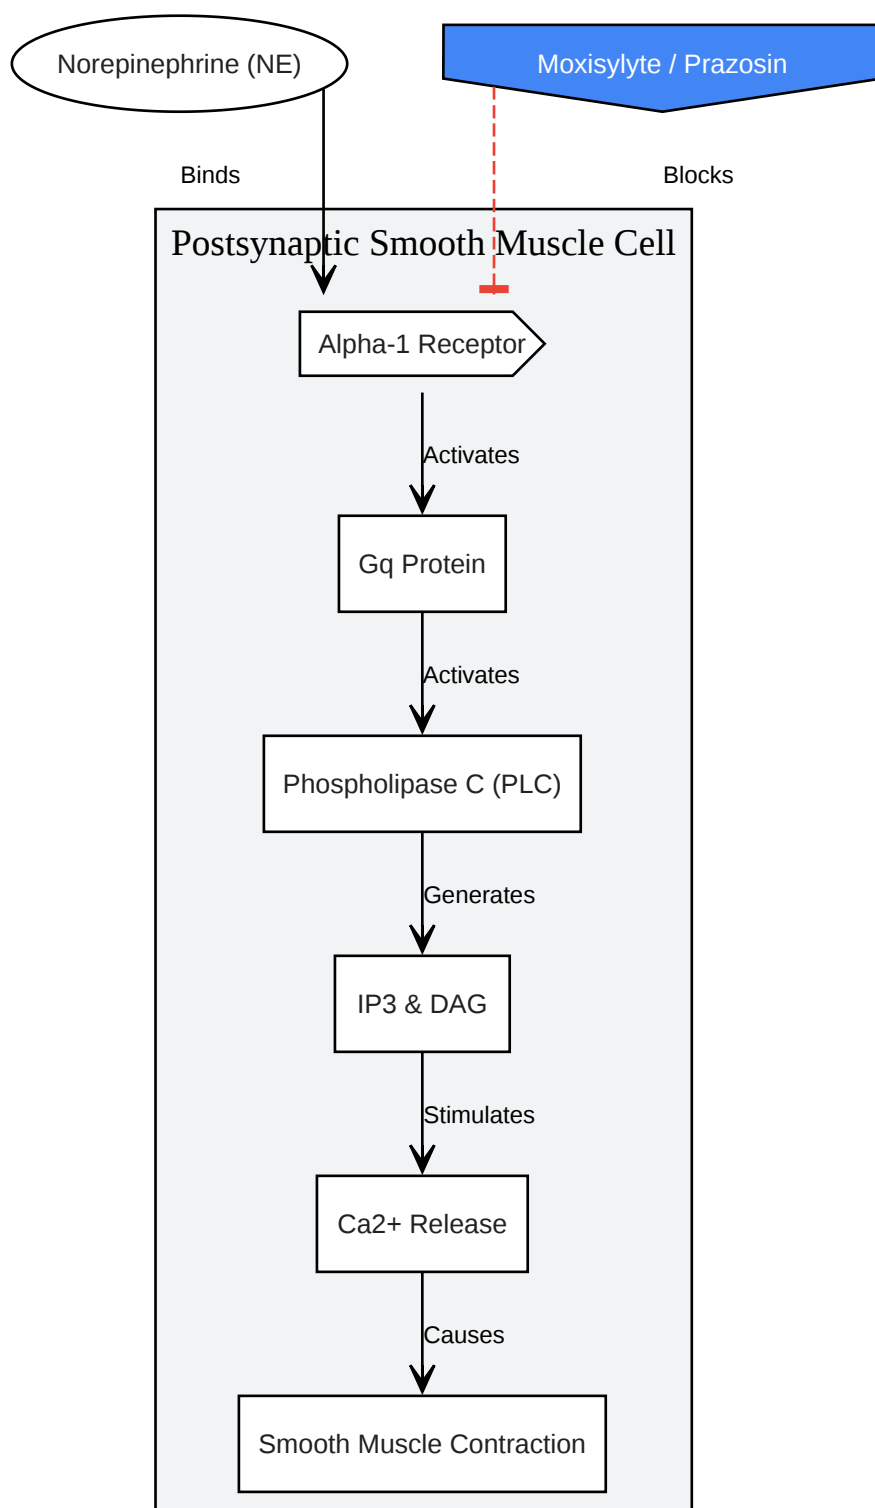 Norepinephrine (NE)
Moxisylyte / Prazosin
Binds
Blocks
Postsynaptic Smooth Muscle Cell
Alpha-1 Receptor
Activates
Gq Protein
Activates
Phospholipase C (PLC)
Generates
IP3 & DAG
Stimulates
Ca2+ Release
Causes
Smooth Muscle Contraction